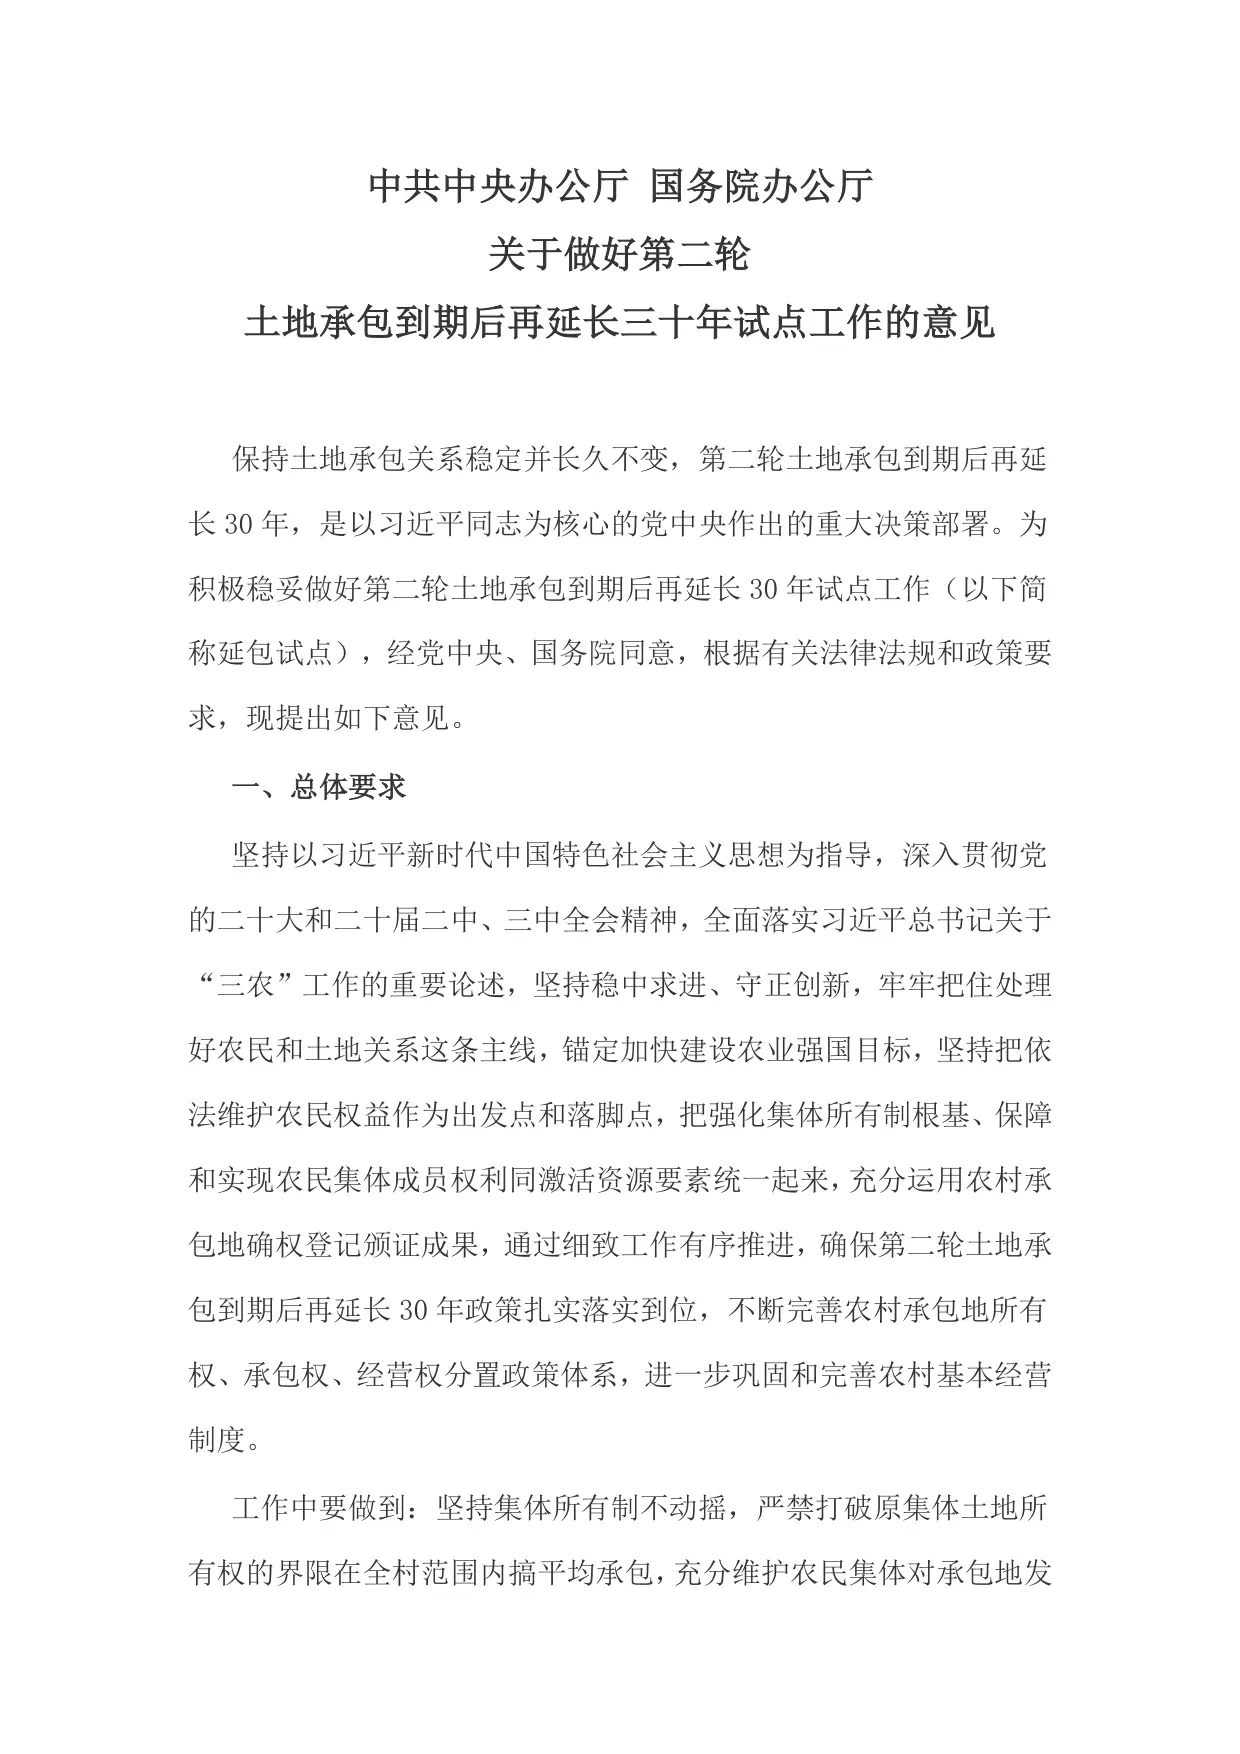 中共中央办公厅 国务院办公厅
关于做好第二轮
土地承包到期后再延长三十年试点工作的意见
保持土地承包关系稳定并长久不变，第二轮土地承包到期后再延
长 30 年，是以习近平同志为核心的党中央作出的重大决策部署。为
积极稳妥做好第二轮土地承包到期后再延长 30 年试点工作（以下简
称延包试点），经党中央、国务院同意，根据有关法律法规和政策要
求，现提出如下意见。
一、总体要求
坚持以习近平新时代中国特色社会主义思想为指导，深入贯彻党
的二十大和二十届二中、三中全会精神，全面落实习近平总书记关于
“三农”工作的重要论述，坚持稳中求进、守正创新，牢牢把住处理
好农民和土地关系这条主线，锚定加快建设农业强国目标，坚持把依
法维护农民权益作为出发点和落脚点，把强化集体所有制根基、保障
和实现农民集体成员权利同激活资源要素统一起来，充分运用农村承
包地确权登记颁证成果，通过细致工作有序推进，确保第二轮土地承
包到期后再延长 30 年政策扎实落实到位，不断完善农村承包地所有
权、承包权、经营权分置政策体系，进一步巩固和完善农村基本经营
制度。
工作中要做到：坚持集体所有制不动摇，严禁打破原集体土地所
有权的界限在全村范围内搞平均承包，充分维护农民集体对承包地发